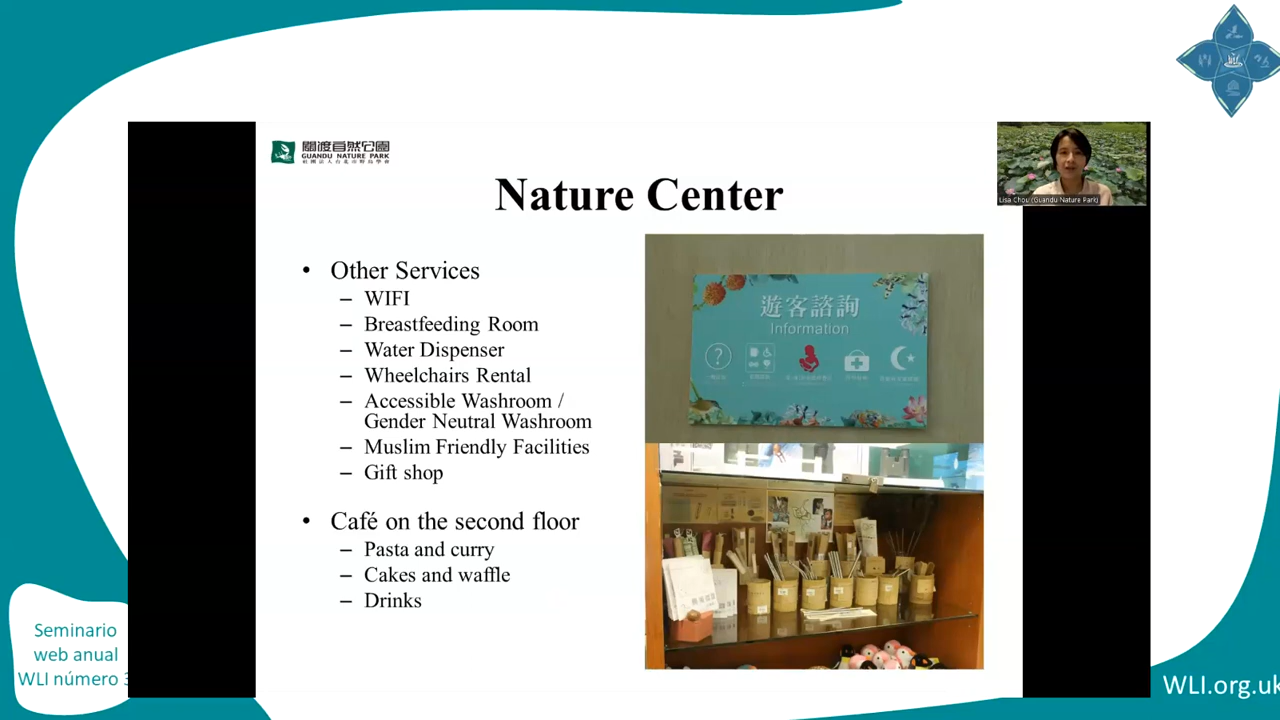 關渡自然公園
GUANDU NATURE PARK
Nature Center
Lisa Chou (Guandu Nature Park)
• Other Services
– WIFI
– Breastfeeding Room
– Water Dispenser
– Wheelchairs Rental
– Accessible Washroom /
Gender Neutral Washroom
– Muslim Friendly Facilities
– Gift shop
• Café on the second floor
– Pasta and curry
– Cakes and waffle
– Drinks
遊客諮詢
Information
?
Seminario
web anual
WLI número 3
WLI.org.uk